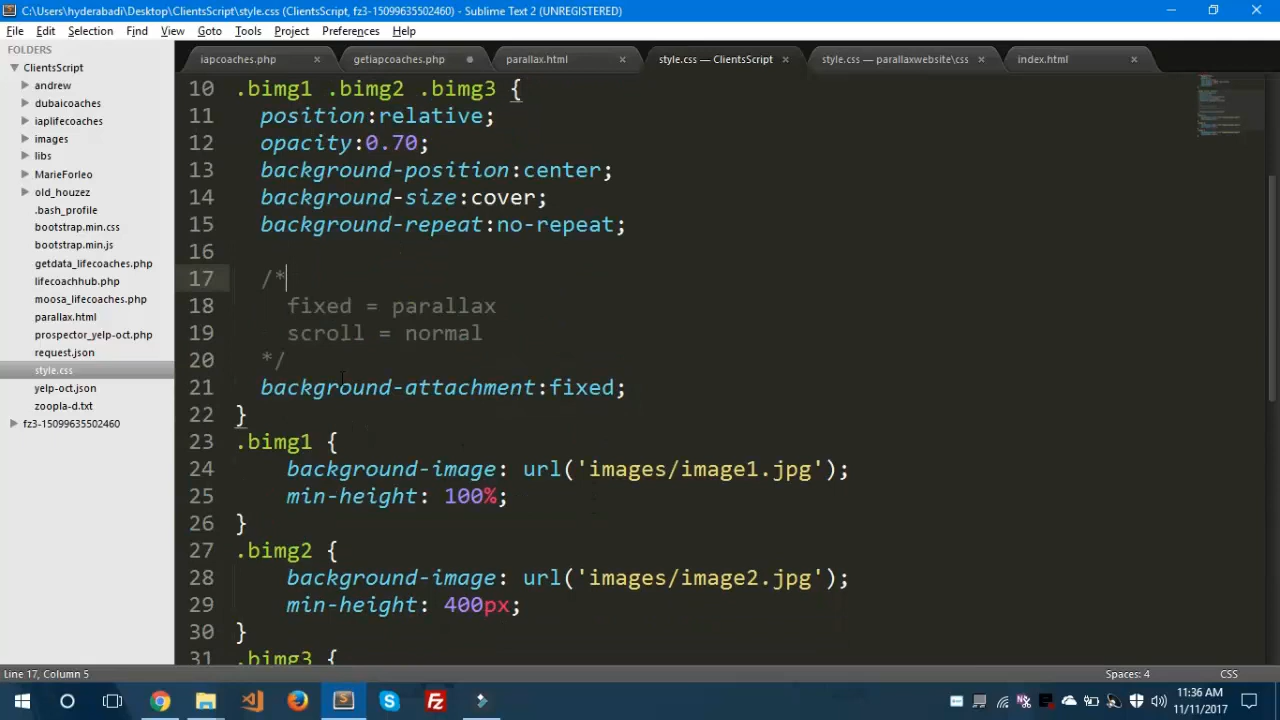 C:\Users\hyderabadi\Desktop\ClientsScript\style.css (ClientsScript, fz3-15099635502460) - Sublime Text 2 (UNREGISTERED)
File Edit Selection Find View Goto Tools Project Preferences Help
FOLDERS
ClientsScript
andrew
dubaicoaches
iaplifecoaches
images
libs
MarieForleo
old_houzez
.bash_profile
bootstrap.min.css
bootstrap.min.js
getdata_lifecoaches.php
lifecoachhub.php
moosa_lifecoaches.php
parallax.html
prospector_yelp-oct.php
request.json
style.css
yelp-oct.json
zoopla-d.txt
fz3-15099635502460
iapcoaches.php getiapcoaches.php parallax.html style.css — ClientsScript style.css — parallaxwebsite\css index.html
10 .bimg1 .bimg2 .bimg3 {
11 position:relative;
12 opacity:0.70;
13 background-position:center;
14 background-size:cover;
15 background-repeat:no-repeat;
16
17 /*
18 fixed = parallax
19 scroll = normal
20 */
21 background-attachment:fixed;
22 }
23 .bimg1 {
24 background-image: url('images/image1.jpg');
25 min-height: 100%;
26 }
27 .bimg2 {
28 background-image: url('images/image2.jpg');
29 min-height: 400px;
30 }
31 .bimg3 {
Line 17, Column 5 Spaces: 4 CSS
11:36 AM
11/11/2017